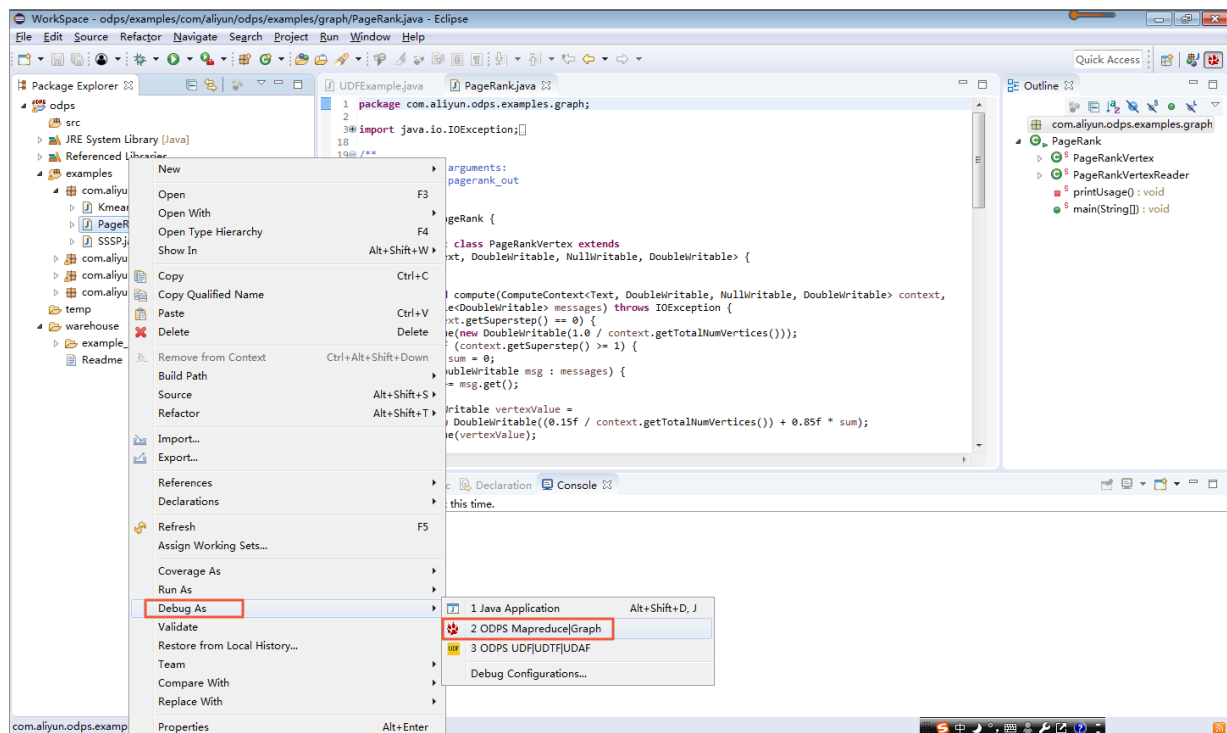 WorkSpace - odps/examples/com/aliyun/odps/examples/graph/PageRank.java - Eclipse
File Edit Source Refactor Navigate Search Project Run Window Help
Quick Access
Package Explorer
UDFExample.java
PageRank.java
Outline
odps
src
JRE System Library [Java]
Referenced Libraries
examples
com.aliyu
Kmear
PageR
SSSP.j
com.aliyu
com.aliyu
com.aliyu
temp
warehouse
example_
Readme
New
Open F3
Open With
Open Type Hierarchy F4
Show In Alt+Shift+W
Copy Ctrl+C
Copy Qualified Name
Paste Ctrl+V
Delete Delete
Remove from Context Ctrl+Alt+Shift+Down
Build Path
Source Alt+Shift+S
Refactor Alt+Shift+T
Import...
Export...
References
Declarations
Refresh F5
Assign Working Sets...
Coverage As
Run As
Debug As
Validate
Restore from Local History...
Team
Compare With
Replace With
Properties Alt+Enter
1 Java Application Alt+Shift+D, J
2 ODPS Mapreduce|Graph
UDF 3 ODPS UDF|UDTF|UDAF
Debug Configurations...
1 package com.aliyun.odps.examples.graph;
2
3 import java.io.IOException;
18
19 /**
arguments:
pagerank_out
ageRank {
class PageRankVertex extends
ext, DoubleWritable, NullWritable, DoubleWritable> {
compute(ComputeContext<Text, DoubleWritable, NullWritable, DoubleWritable> context,
le<DoubleWritable> messages) throws IOException {
xt.getSuperstep() == 0) {
ue(new DoubleWritable(1.0 / context.getTotalNumVertices()));
(context.getSuperstep() >= 1) {
sum = 0;
oubleWritable msg : messages) {
= msg.get();
ritable vertexValue =
DoubleWritable((0.15f / context.getTotalNumVertices()) + 0.85f * sum);
ue(vertexValue);
Declaration
Console
this time.
com.aliyun.odps.examples.graph
PageRank
PageRankVertex
PageRankVertexReader
printUsage() : void
main(String[]) : void
com.aliyun.odps.examp
中